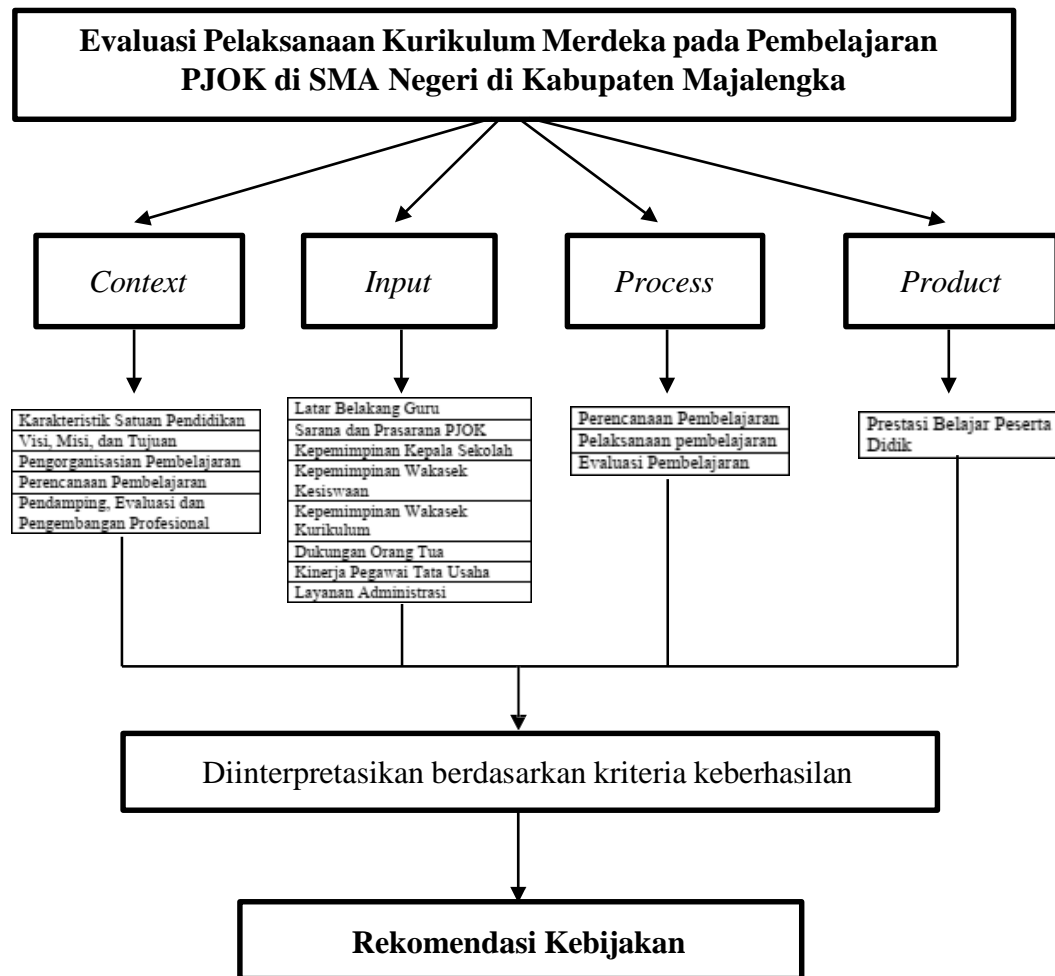 Evaluasi Pelaksanaan Kurikulum Merdeka pada Pembelajaran
PJOK di SMA Negeri di Kabupaten Majalengka
Context
Input
Process
Product
Karakteristik Satuan Pendidikan
Visi, Misi, dan Tujuan
Pengorganisasian Pembelajaran
Perencanaan Pembelajaran
Pendamping, Evaluasi dan
Pengembangan Profesional
Latar Belakang Guru
Sarana dan Prasarana PJOK
Kepemimpinan Kepala Sekolah
Kepemimpinan Wakasek
Kesiswaan
Kepemimpinan Wakasek
Kurikulum
Dukungan Orang Tua
Kinerja Pegawai Tata Usaha
Layanan Administrasi
Perencanaan Pembelajaran
Pelaksanaan pembelajaran
Evaluasi Pembelajaran
Prestasi Belajar Peserta
Didik
Diinterpretasikan berdasarkan kriteria keberhasilan
Rekomendasi Kebijakan